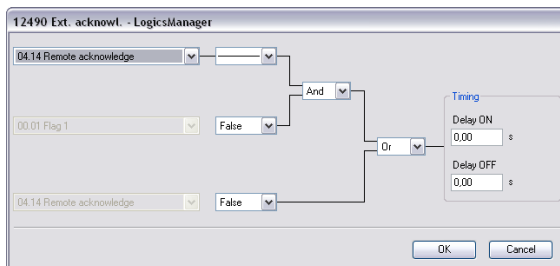 12490 Ext. acknowl. - LogicsManager
04.14 Remote acknowledge
And
Timing
Delay ON
00.01 Flag 1
False
0,00 s
Or
Delay OFF
0,00 s
04.14 Remote acknowledge
False
OK
Cancel